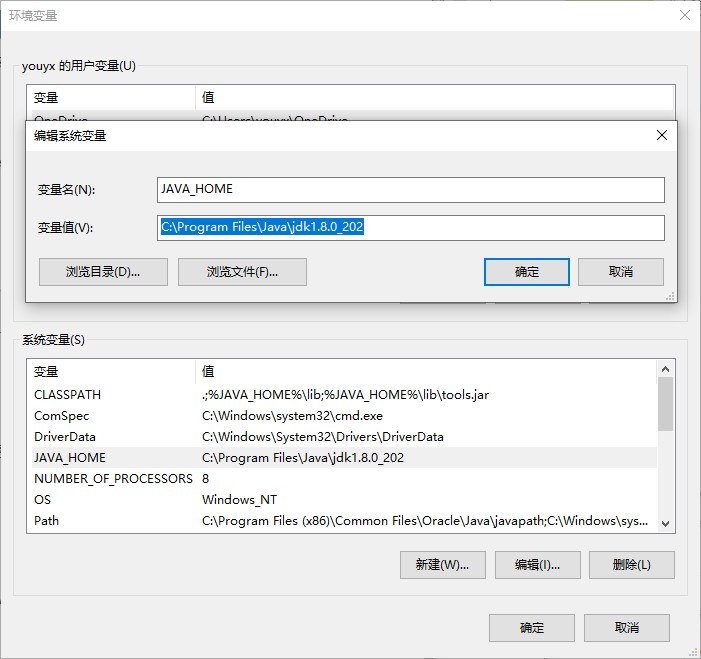 环境变量
youyx 的用户变量(U)
变量 值
OneDrive C:\Users\youyx\OneDrive
编辑系统变量
变量名(N): JAVA_HOME
变量值(V): C:\Program Files\Java\jdk1.8.0_202
浏览目录(D)... 浏览文件(F)... 确定 取消
系统变量(S)
变量 值
CLASSPATH .;%JAVA_HOME%\lib;%JAVA_HOME%\lib\tools.jar
ComSpec C:\Windows\system32\cmd.exe
DriverData C:\Windows\System32\Drivers\DriverData
JAVA_HOME C:\Program Files\Java\jdk1.8.0_202
NUMBER_OF_PROCESSORS 8
OS Windows_NT
Path C:\Program Files (x86)\Common Files\Oracle\Java\javapath;C:\Windows\sys...
新建(W)... 编辑(I)... 删除(L)
确定 取消